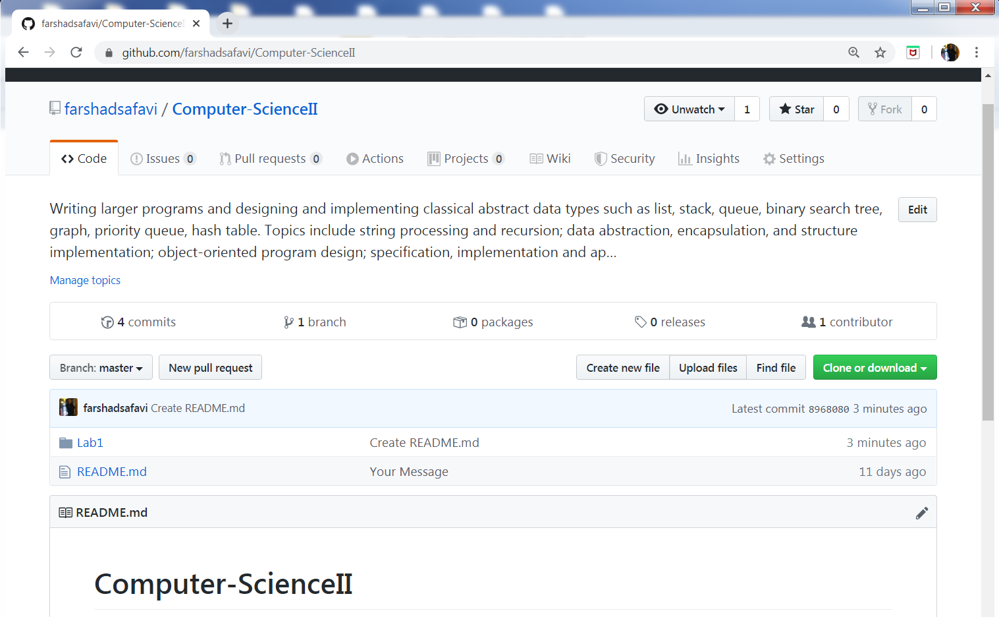 farshadsafavi/Computer-Science
github.com/farshadsafavi/Computer-ScienceII
farshadsafavi / Computer-ScienceII
Unwatch 1 Star 0 Fork 0
Code Issues 0 Pull requests 0 Actions Projects 0 Wiki Security Insights Settings
Writing larger programs and designing and implementing classical abstract data types such as list, stack, queue, binary search tree, Edit
graph, priority queue, hash table. Topics include string processing and recursion; data abstraction, encapsulation, and structure
implementation; object-oriented program design; specification, implementation and ap...
Manage topics
4 commits 1 branch 0 packages 0 releases 1 contributor
Branch: master New pull request Create new file Upload files Find file Clone or download
farshadsafavi Create README.md Latest commit 8968080 3 minutes ago
Lab1 Create README.md 3 minutes ago
README.md Your Message 11 days ago
README.md
Computer-ScienceII